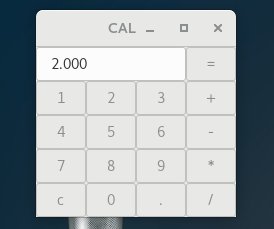 CAL
2.000 =
1 2 3 +
4 5 6 -
7 8 9 *
c 0 . /